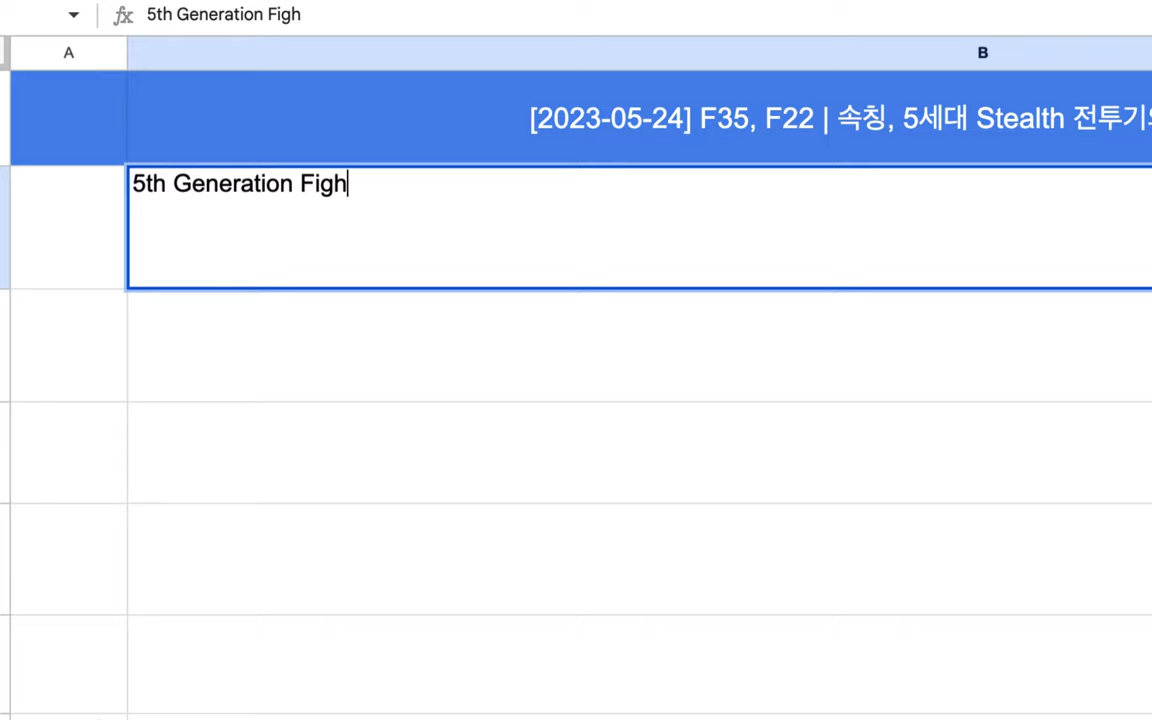 5th Generation Figh
A
B
[2023-05-24] F35, F22 | 속칭, 5세대 Stealth 전투기
5th Generation Figh